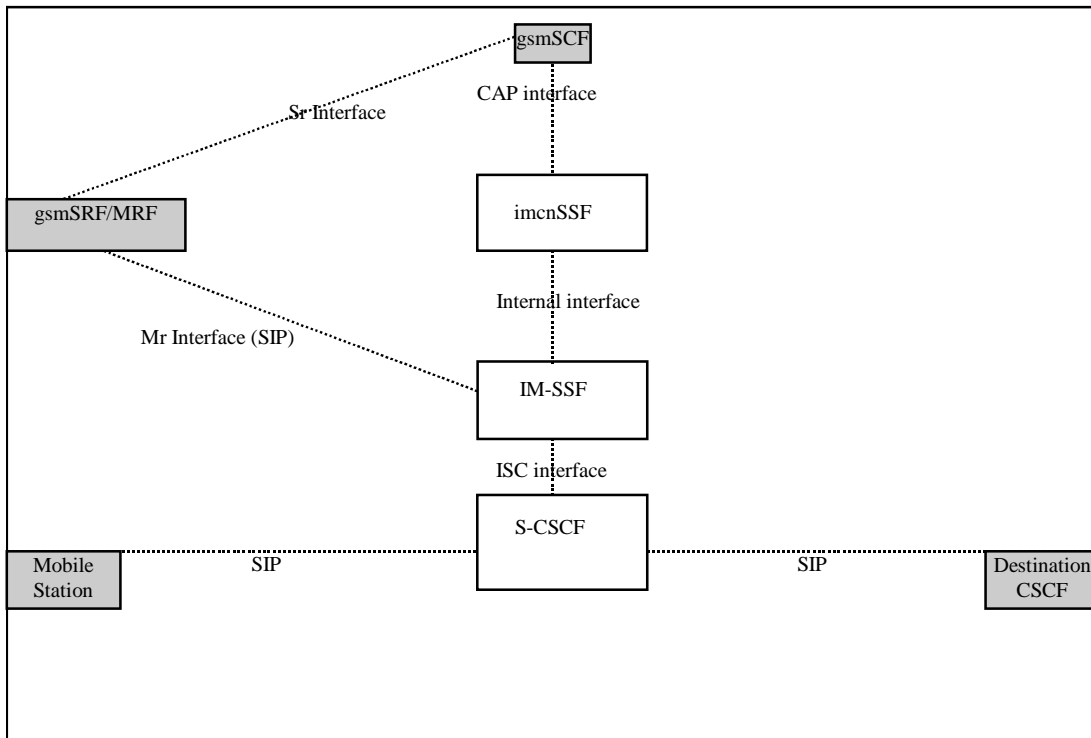 gsmSCF
CAP interface
Sr Interface
gsmSRF/MRF
imcnSSF
Internal interface
Mr Interface (SIP)
IM-SSF
ISC interface
S-CSCF
Mobile
Station
SIP
SIP
Destination
CSCF